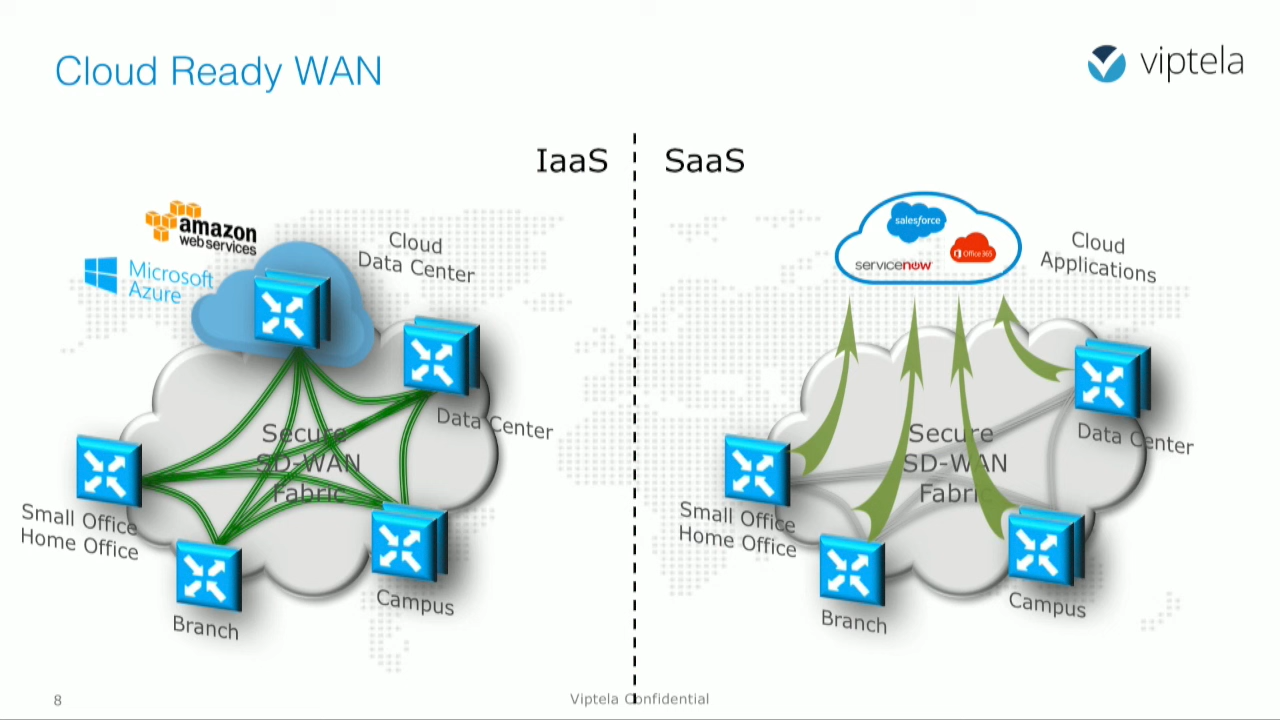 Cloud Ready WAN
viptela
IaaS
SaaS
amazon
webservices
Microsoft
Azure
Cloud
Data Center
Data Center
Secure
SD-WAN
Fabric
Small Office
Home Office
Branch
Campus
salesforce
servicenow
Office 365
Cloud
Applications
Data Center
Secure
SD-WAN
Fabric
Small Office
Home Office
Branch
Campus
8
Viptela Confidential